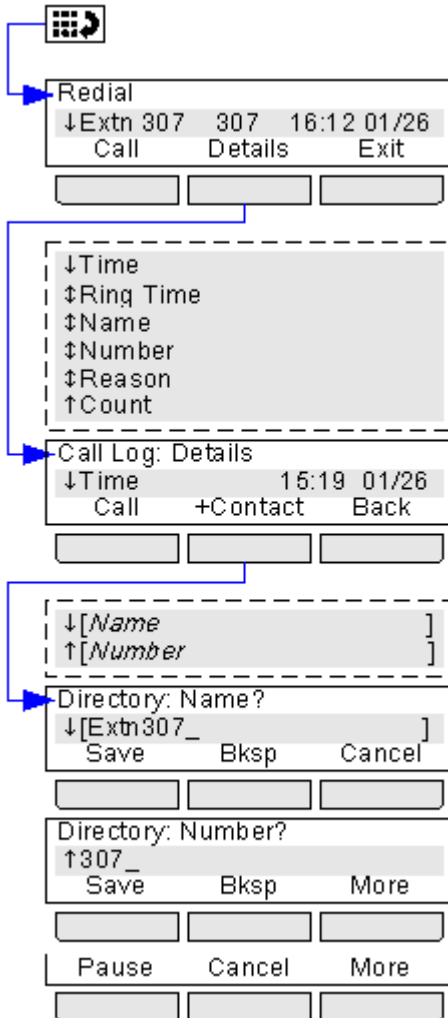 Redial
↓Extn 307 307 16:12 01/26
Call Details Exit
↓Time
↕Ring Time
↕Name
↕Number
↕Reason
↑Count
Call Log: Details
↓Time 15:19 01/26
Call +Contact Back
↓[Name ]
↑[Number ]
Directory: Name?
↓[Extn307_ ]
Save Bksp Cancel
Directory: Number?
↑307_
Save Bksp More
Pause Cancel More